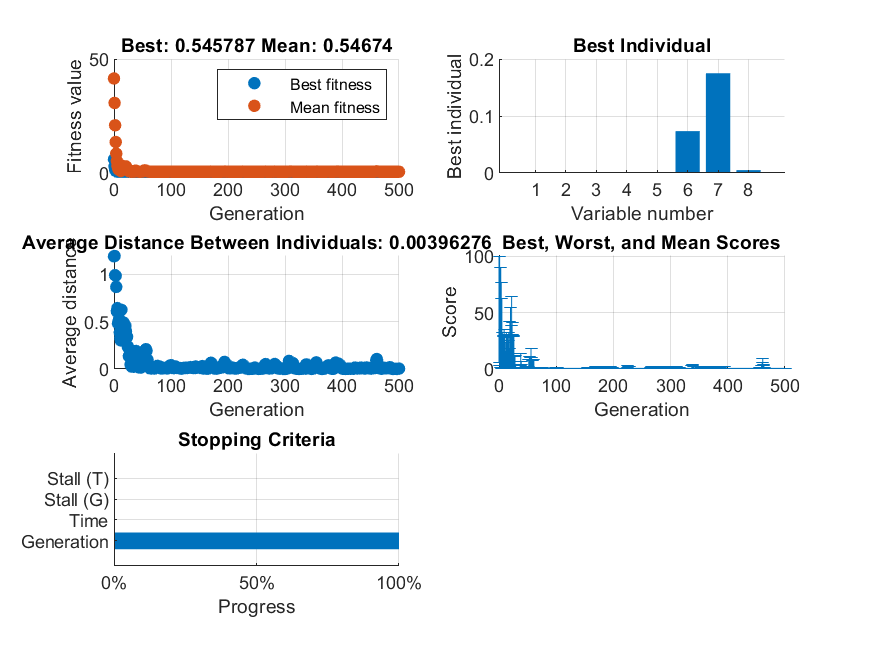 Best: 0.545787 Mean: 0.54674
Fitness value
50
0
Best fitness
Mean fitness
0 100 200 300 400 500
Generation
Best Individual
Best individual
0.2
0.1
0
1 2 3 4 5 6 7 8
Variable number
Average Distance Between Individuals: 0.00396276
Average distance
1
0.5
0
0 100 200 300 400 500
Generation
Best, Worst, and Mean Scores
Score
100
50
0
0 100 200 300 400 500
Generation
Stopping Criteria
Stall (T)
Stall (G)
Time
Generation
0% 50% 100%
Progress